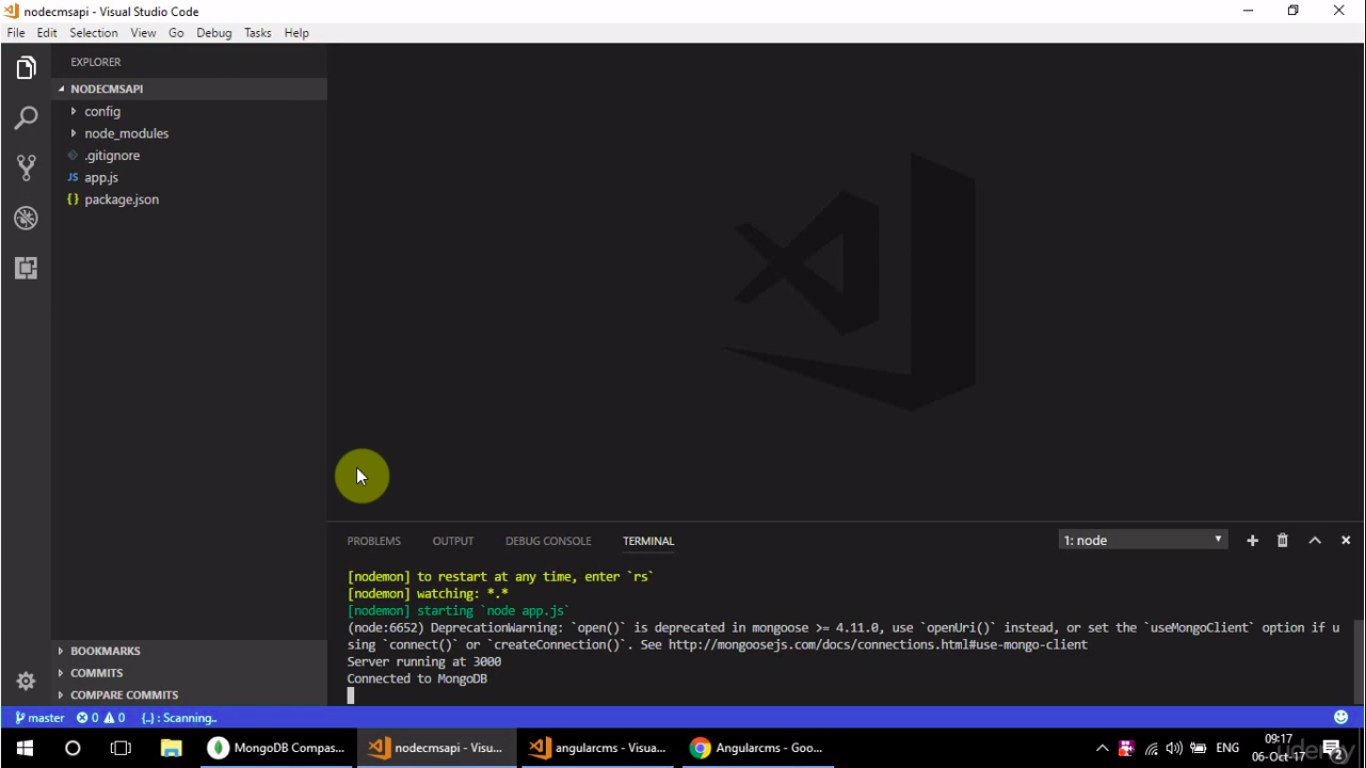 nodecmsapi - Visual Studio Code
File Edit Selection View Go Debug Tasks Help
EXPLORER
NODECMSAPI
config
node_modules
.gitignore
JS app.js
{} package.json
BOOKMARKS
COMMITS
COMPARE COMMITS
PROBLEMS OUTPUT DEBUG CONSOLE TERMINAL
1: node
[nodemon] to restart at any time, enter `rs`
[nodemon] watching: *.*
[nodemon] starting `node app.js`
(node:6652) DeprecationWarning: `open()` is deprecated in mongoose >= 4.11.0, use `openUri()` instead, or set the `useMongoClient` option if u
sing `connect()` or `createConnection()`. See http://mongoosejs.com/docs/connections.html#use-mongo-client
Server running at 3000
Connected to MongoDB
master 0 0 {..} : Scanning..
MongoDB Compas... nodecmsapi - Visu... angularcms - Visua... Angularcms - Goo... ENG
09:17
06-Oct-17
2
udemy